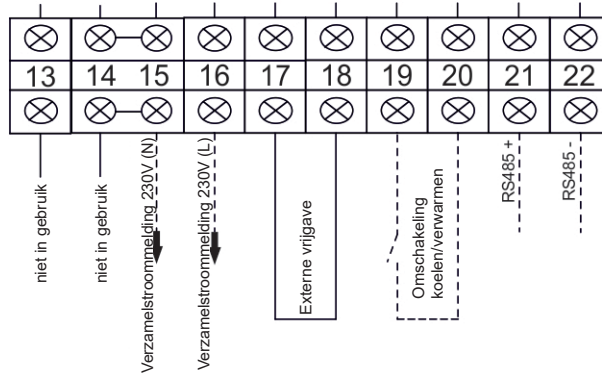 13 14 15 16 17 18 19 20 21 22
niet in gebruik
niet in gebruik
Verzamelstroommelding 230V (N)
Verzamelstroommelding 230V (L)
Externe vrijgave
Omschakeling
koelen/verwarmen
RS485 +
RS485 -